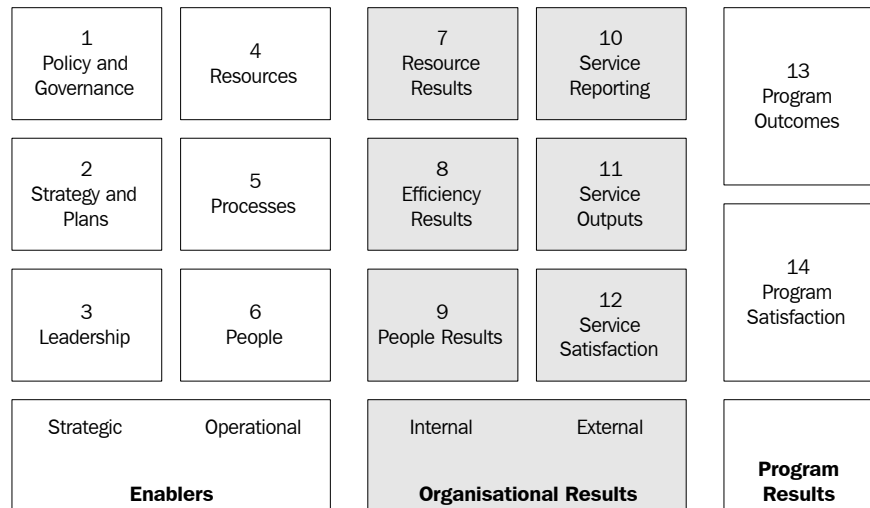 1
Policy and
Governance
4
Resources
7
Resource
Results
10
Service
Reporting
13
Program
Outcomes
2
Strategy and
Plans
5
Processes
8
Efficiency
Results
11
Service
Outputs
14
Program
Satisfaction
3
Leadership
6
People
9
People Results
12
Service
Satisfaction
Strategic Operational
Enablers
Internal External
Organisational Results
Program
Results